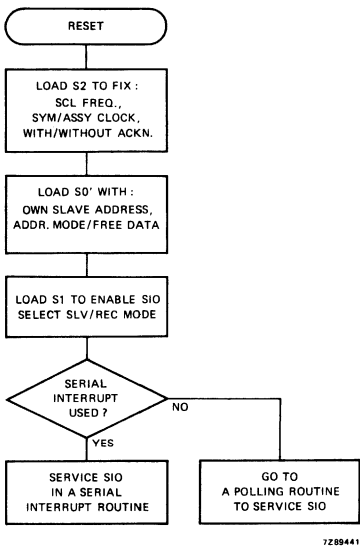 RESET
LOAD S2 TO FIX :
SCL FREQ.,
SYM/ASSY CLOCK,
WITH/WITHOUT ACKN.
LOAD S0' WITH :
OWN SLAVE ADDRESS,
ADDR. MODE/FREE DATA
LOAD S1 TO ENABLE SIO
SELECT SLV/REC MODE
SERIAL
INTERRUPT
USED ?
NO
YES
SERVICE SIO
IN A SERIAL
INTERRUPT ROUTINE
GO TO
A POLLING ROUTINE
TO SERVICE SIO
7Z89441